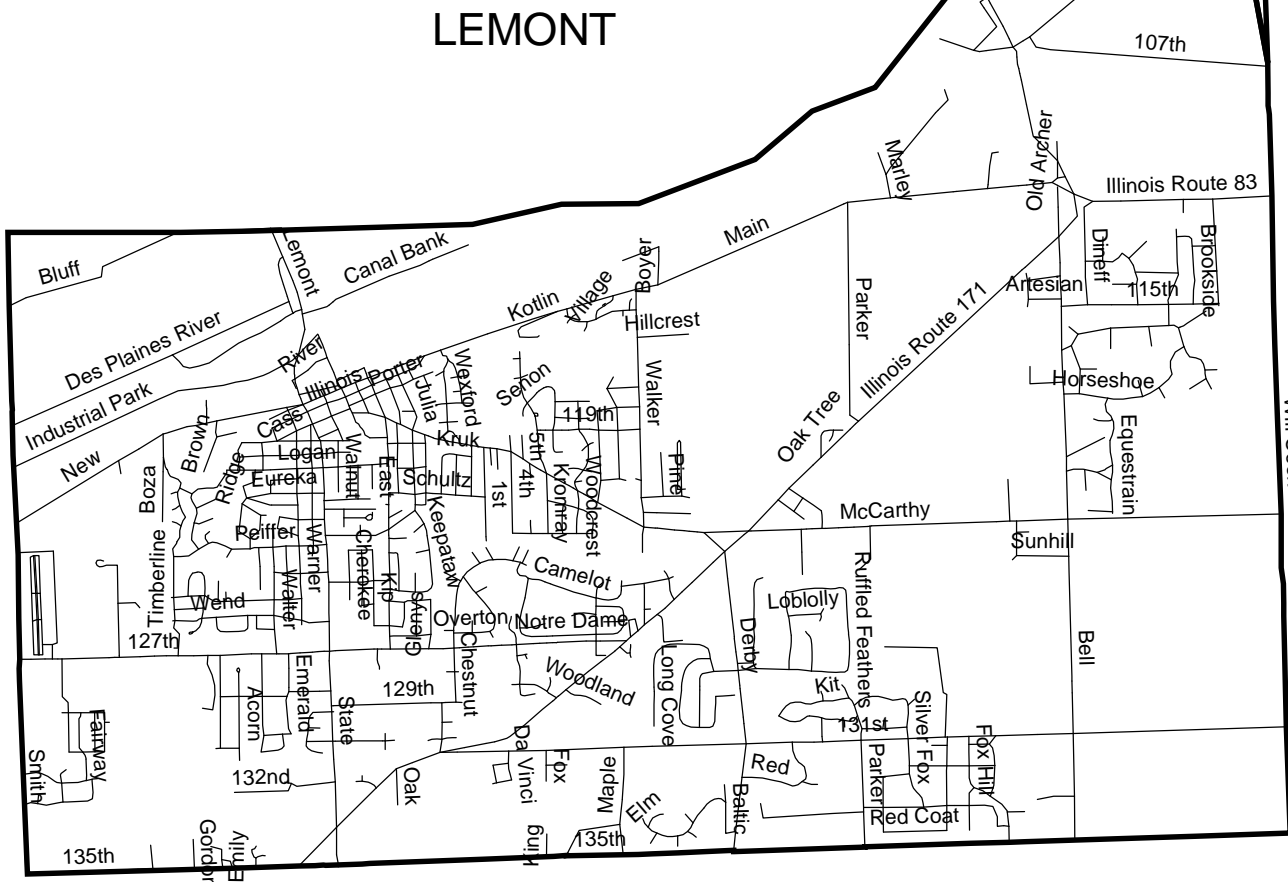 LEMONT
107th
Marley
Old Archer
Illinois Route 83
Bluff
Lemont
Canal Bank
Boyer
Main
Dineff
Brookside
Kotlin
Village
Parker
Artesian
115th
Des Plaines River
Hillcrest
Illinois Route 171
River
Illinois
Porter
Wexford
Julia
Senon
Walker
Horseshoe
Industrial Park
Cass
119th
Oak Tree
Equestrain
New
Brown
Logan
Walnut
Kruk
5th
Ridge
Eureka
East
Schultz
1st
4th
Kromray
Woodcrest
Pine
Boza
McCarthy
Peiffer
Warner
Keepataw
Sunhill
Timberline
Cherokee
Camelot
Ruffled Feathers
Wend
Walter
Kip
Glenys
Overton
Notre Dame
Loblolly
127th
Chestnut
Derby
Bell
Emerald
Acorn
State
129th
Woodland
Long Cove
Kit
Silver Fox
131st
Fairway
Smith
132nd
Oak
Da Vinci
Fox
Maple
Red
Parker
Fox Hill
Elm
Baltic
Red Coat
135th
Gordon
Emily
King
135th